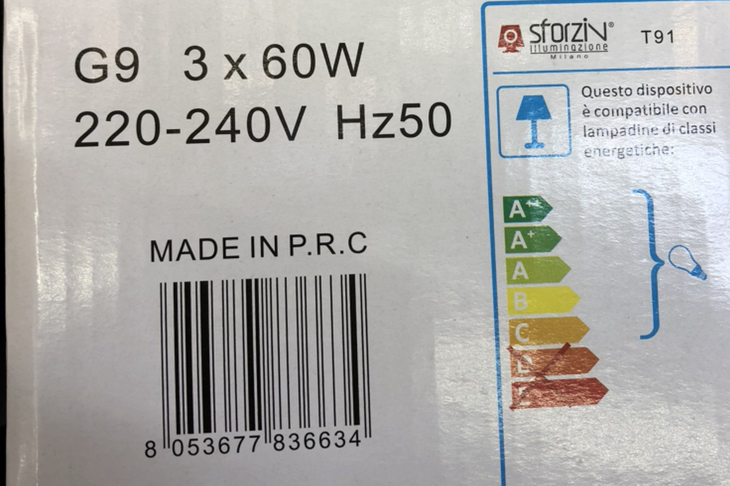 G9 3 x 60W
220-240V Hz50
MADE IN P.R.C
8 053677 836634
sforzin®
illuminazione
Milano
T91
Questo dispositivo
è compatibile con
lampadine di classi
energetiche:
A++
A+
A
B
C
D
E